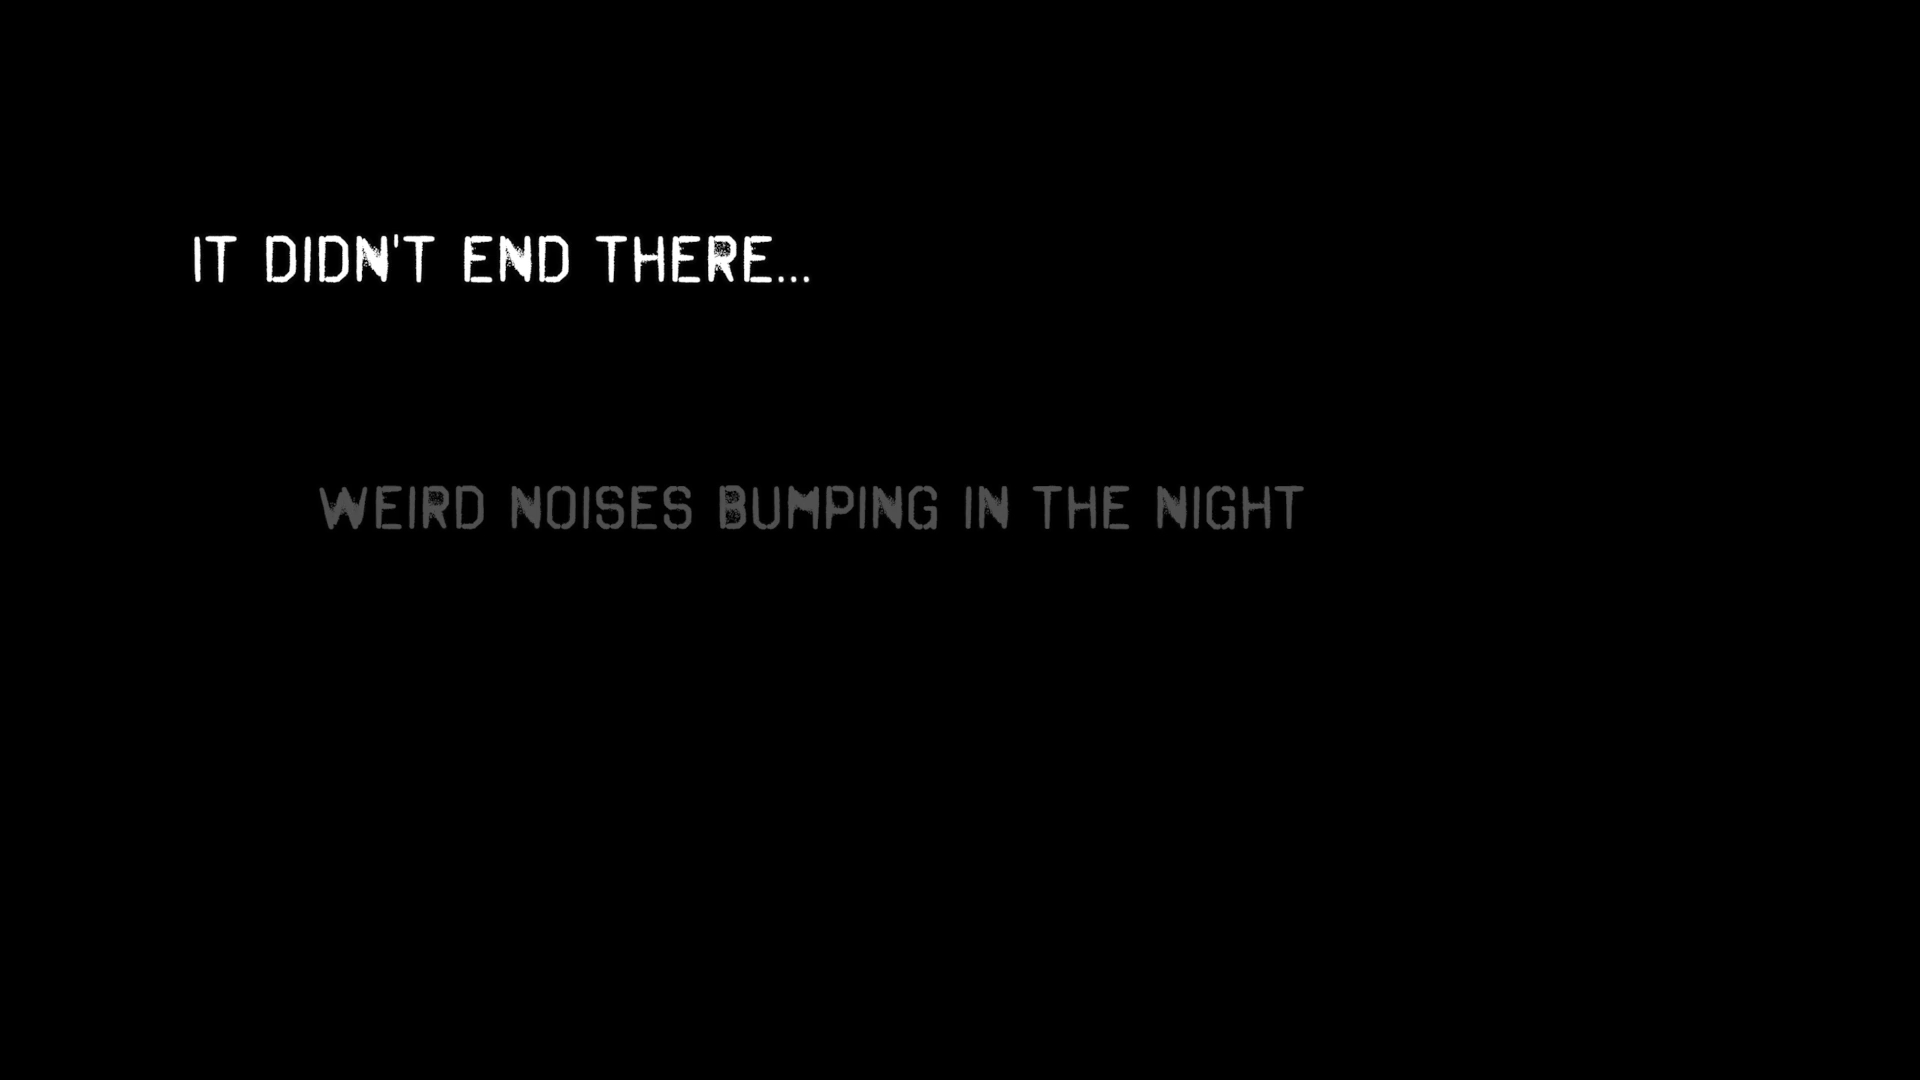 IT DIDN'T END THERE...
WEIRD NOISES BUMPING IN THE NIGHT